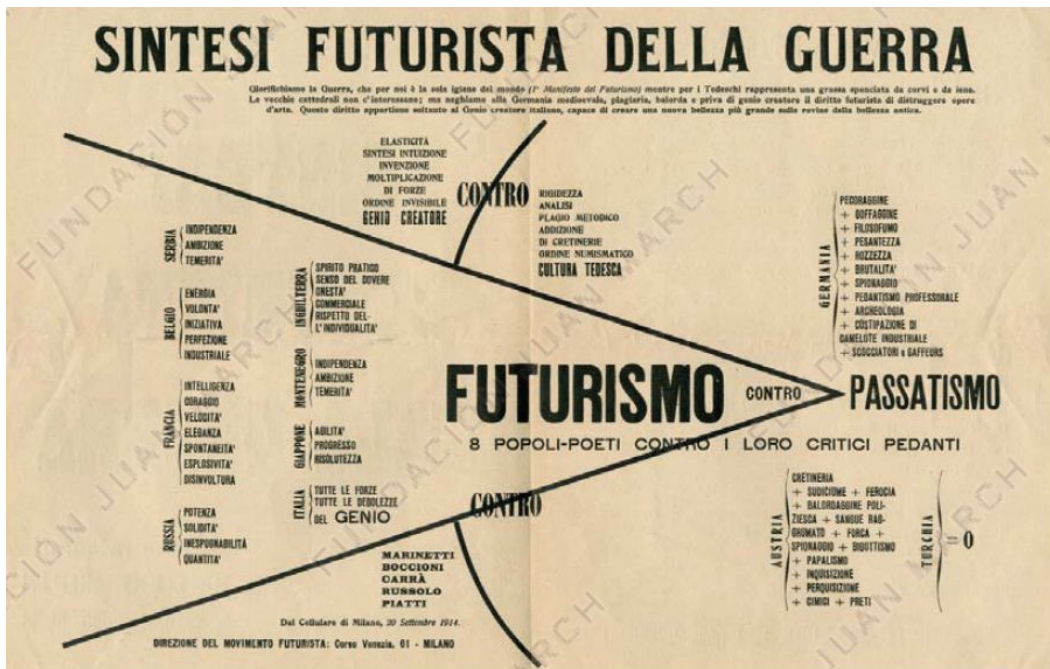 SINTESI FUTURISTA DELLA GUERRA
Glorifichiamo la Guerra, che per noi è la sola igiene del mondo (1° Manifesto del Futurismo) mentre per i Tedeschi rappresenta una grassa spanciata da corvi e da iene.
Le vecchie cattedrali non c'interessano; ma neghiamo alla Germania medioevale, plagiaria, balorda e priva di genio creatore il diritto futurista di distruggere opere
d'arte. Questo diritto appartiene soltanto al Genio creatore italiano, capace di creare una nuova bellezza più grande sulle rovine della bellezza antica.
ELASTICITÀ
SINTESI INTUIZIONE
INVENZIONE
MOLTIPLICAZIONE
DI FORZE
ORDINE INVISIBILE
GENIO CREATORE
CONTRO
RIGIDEZZA
ANALISI
PLAGIO METODICO
ADDIZIONE
DI CRETINERIE
ORDINE NUMISMATICO
CULTURA TEDESCA
SERBIA
INDIPENDENZA
AMBIZIONE
TEMERITA'
BELGIO
ENERGIA
VOLONTA'
INIZIATIVA
PERFEZIONE
INDUSTRIALE
FRANCIA
INTELLIGENZA
CORAGGIO
VELOCITA'
ELEGANZA
SPONTANEITA'
ESPLOSIVITA'
DISINVOLTURA
RUSSIA
POTENZA
SOLIDITA'
INESPUGNABILITÀ
QUANTITA'
INGHILTERRA
SPIRITO PRATICO
SENSO DEL DOVERE
ONESTA'
COMMERCIALE
RISPETTO DEL-
L'INDIVIDUALITA'
MONTENEGRO
INDIPENDENZA
AMBIZIONE
TEMERITA'
GIAPPONE
AGILITA'
PROGRESSO
RISOLUTEZZA
ITALIA
TUTTE LE FORZE
TUTTE LE DEBOLEZZE
DEL GENIO
FUTURISMO CONTRO PASSATISMO
8 POPOLI-POETI CONTRO I LORO CRITICI PEDANTI
GERMANIA
PECORAGGINE
+ GOFFAGGINE
+ FILOSOFUMO
+ PESANTEZZA
+ ROZZEZZA
+ BRUTALITA'
+ SPIONAGGIO
+ PEDANTISMO PROFESSORALE
+ ARCHEOLOGIA
+ COSTIPAZIONE DI
CAMELOTE INDUSTRIALE
+ SCOCCIATORI e GAFFEURS
CONTRO
MARINETTI
BOCCIONI
CARRÀ
RUSSOLO
PIATTI
AUSTRIA
CRETINERIA
+ SUDICIUME + FEROCIA
+ BALORDAGGINE POLI-
ZIESCA + SANGUE RAG-
GRUMATO + FORCA +
SPIONAGGIO + BIGOTTISMO
+ PAPALISMO
+ INQUISIZIONE
+ PERQUISIZIONE
+ CIMICI + PRETI
TURCHIA
= 0
Dal Cellulare di Milano, 20 Settembre 1914.
DIREZIONE DEL MOVIMENTO FUTURISTA: Corso Venezia, 61 - MILANO
FUNDACIÓN JUAN MARCH